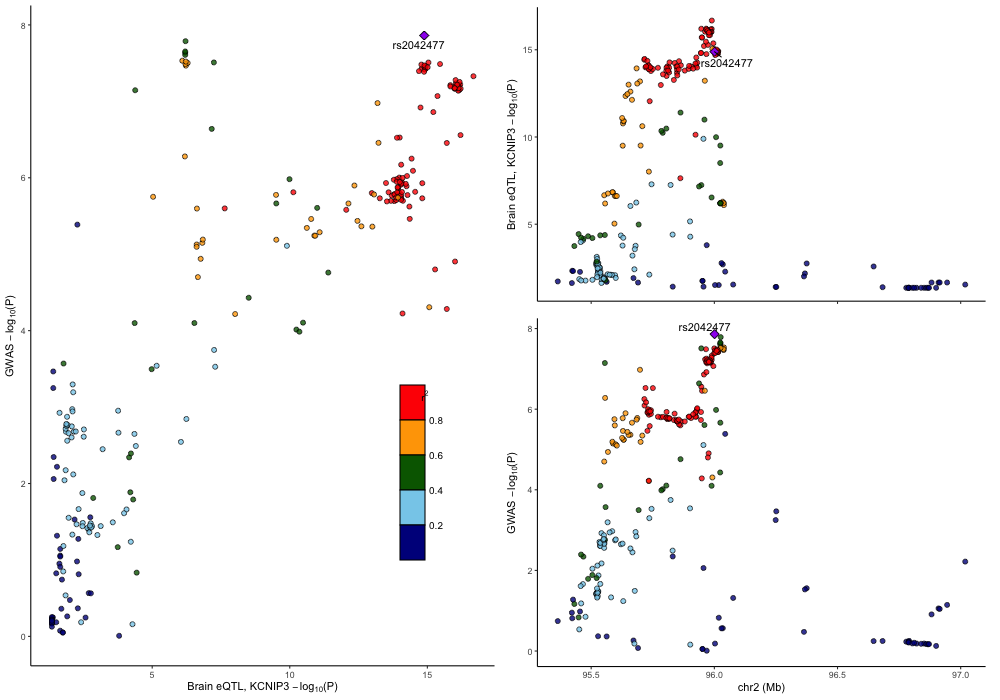 8
6
4
2
0
GWAS −log10(P)
rs2042477
r2
0.8
0.6
0.4
0.2
5
10
15
Brain eQTL, KCNIP3 −log10(P)
15
10
5
Brain eQTL, KCNIP3 −log10(P)
rs2042477
8
6
4
2
0
GWAS −log10(P)
rs2042477
95.5
96.0
96.5
97.0
chr2 (Mb)